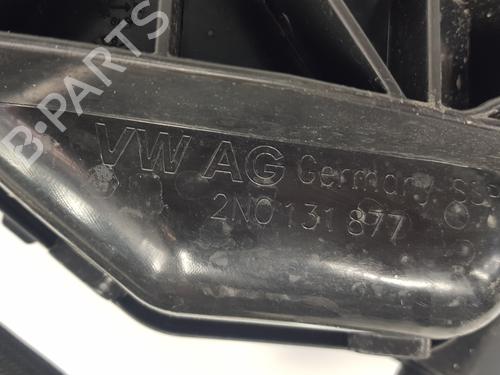 B-PARTS
VW AG Germany
2N0 131 877